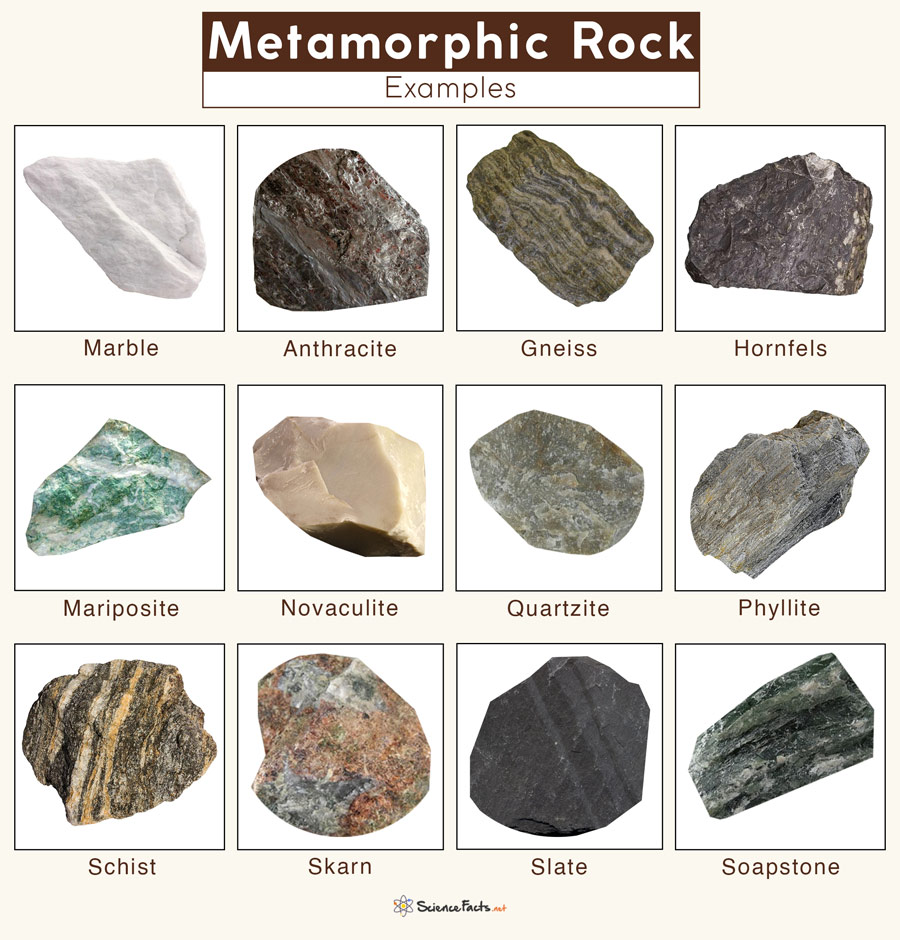 Metamorphic Rock
Examples
Marble
Anthracite
Gneiss
Hornfels
Mariposite
Novaculite
Quartzite
Phyllite
Schist
Skarn
Slate
Soapstone
ScienceFacts.net